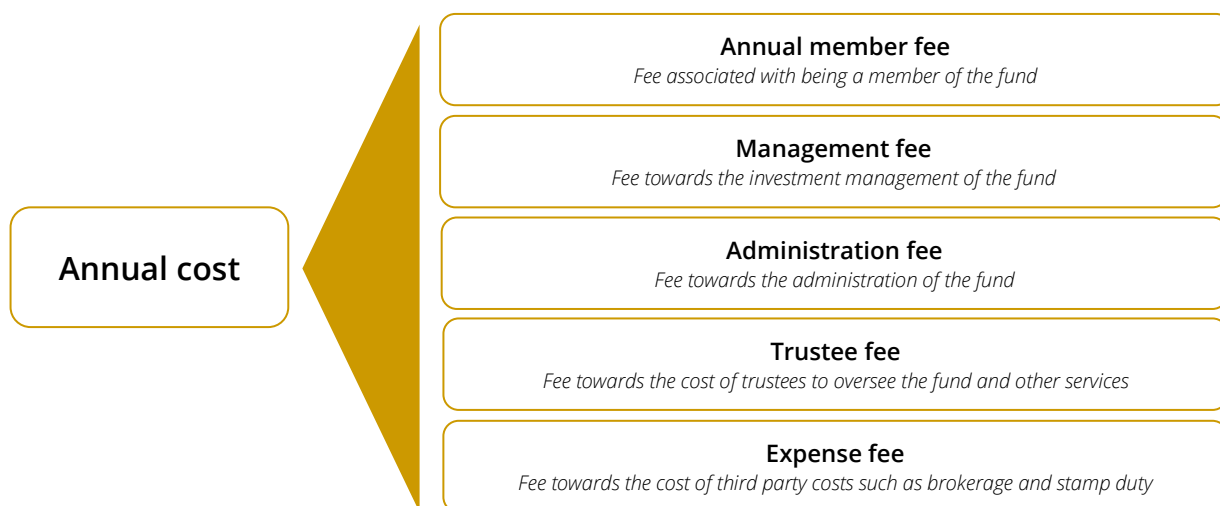 Annual member fee
Fee associated with being a member of the fund
Management fee
Fee towards the investment management of the fund
Annual cost
Administration fee
Fee towards the administration of the fund
Trustee fee
Fee towards the cost of trustees to oversee the fund and other services
Expense fee
Fee towards the cost of third party costs such as brokerage and stamp duty